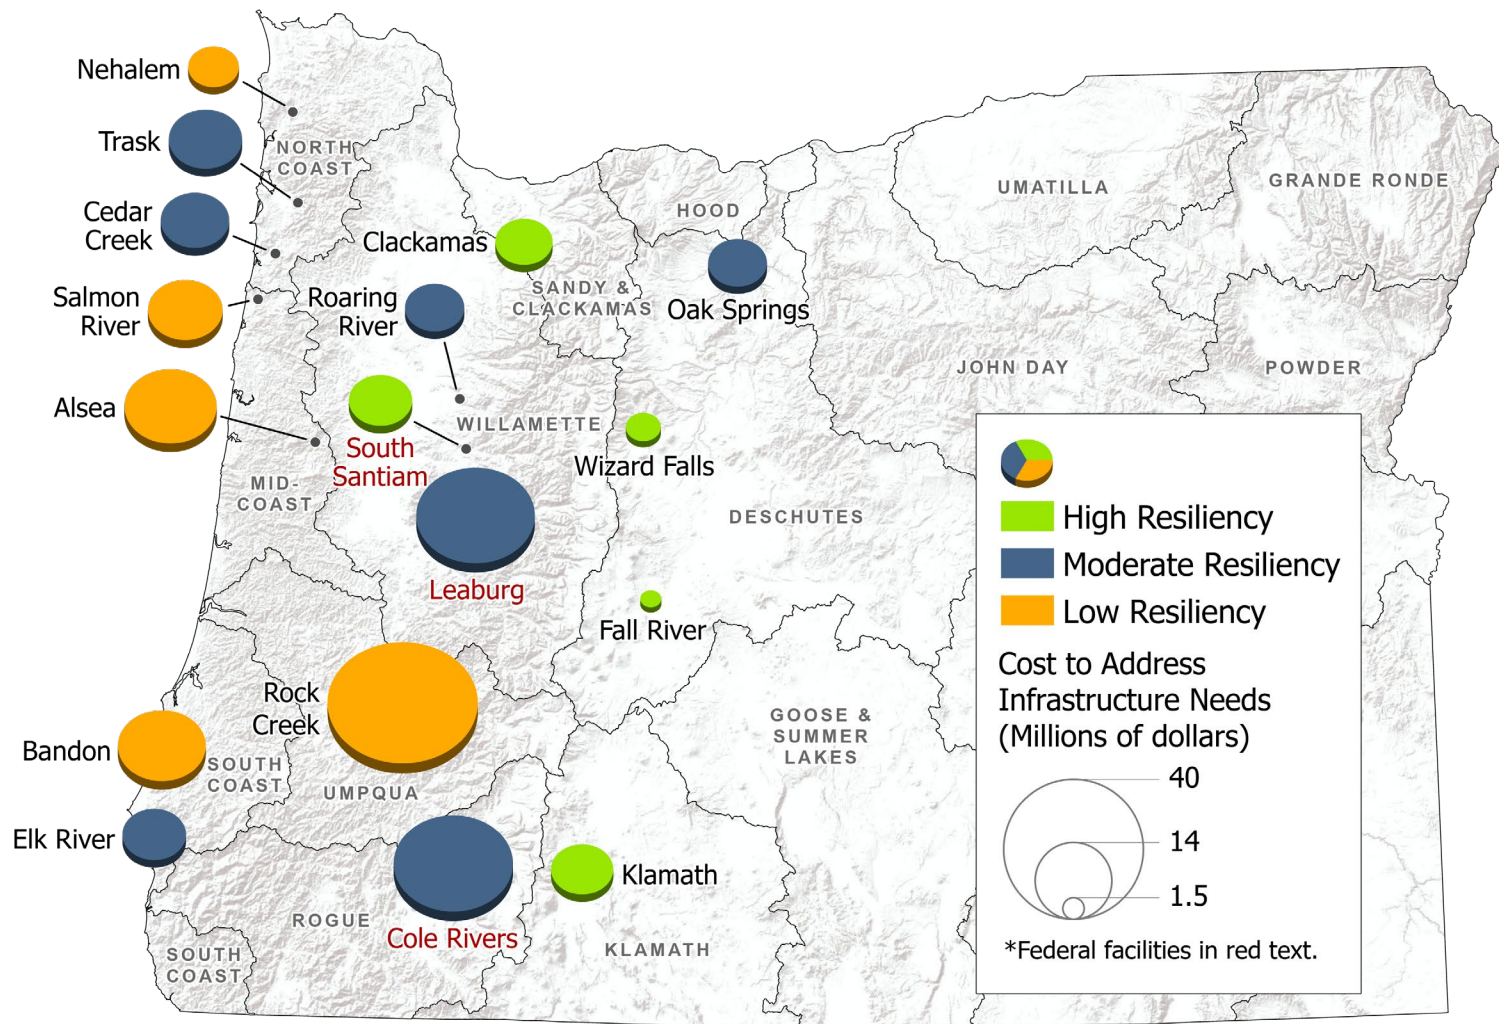 Nehalem
Trask
NORTH
COAST
Cedar
Creek
Clackamas
HOOD
UMATILLA
GRANDE RONDE
Salmon
River
Roaring
River
SANDY &
CLACKAMAS
Oak Springs
JOHN DAY
POWDER
Alsea
South
Santiam
WILLAMETTE
Wizard Falls
MID-
COAST
DESCHUTES
Leaburg
Fall River
Rock
Creek
GOOSE &
SUMMER
LAKES
Bandon
SOUTH
COAST
UMPQUA
Elk River
Klamath
ROGUE
Cole Rivers
KLAMATH
SOUTH
COAST
High Resiliency
Moderate Resiliency
Low Resiliency
Cost to Address
Infrastructure Needs
(Millions of dollars)
40
14
1.5
*Federal facilities in red text.